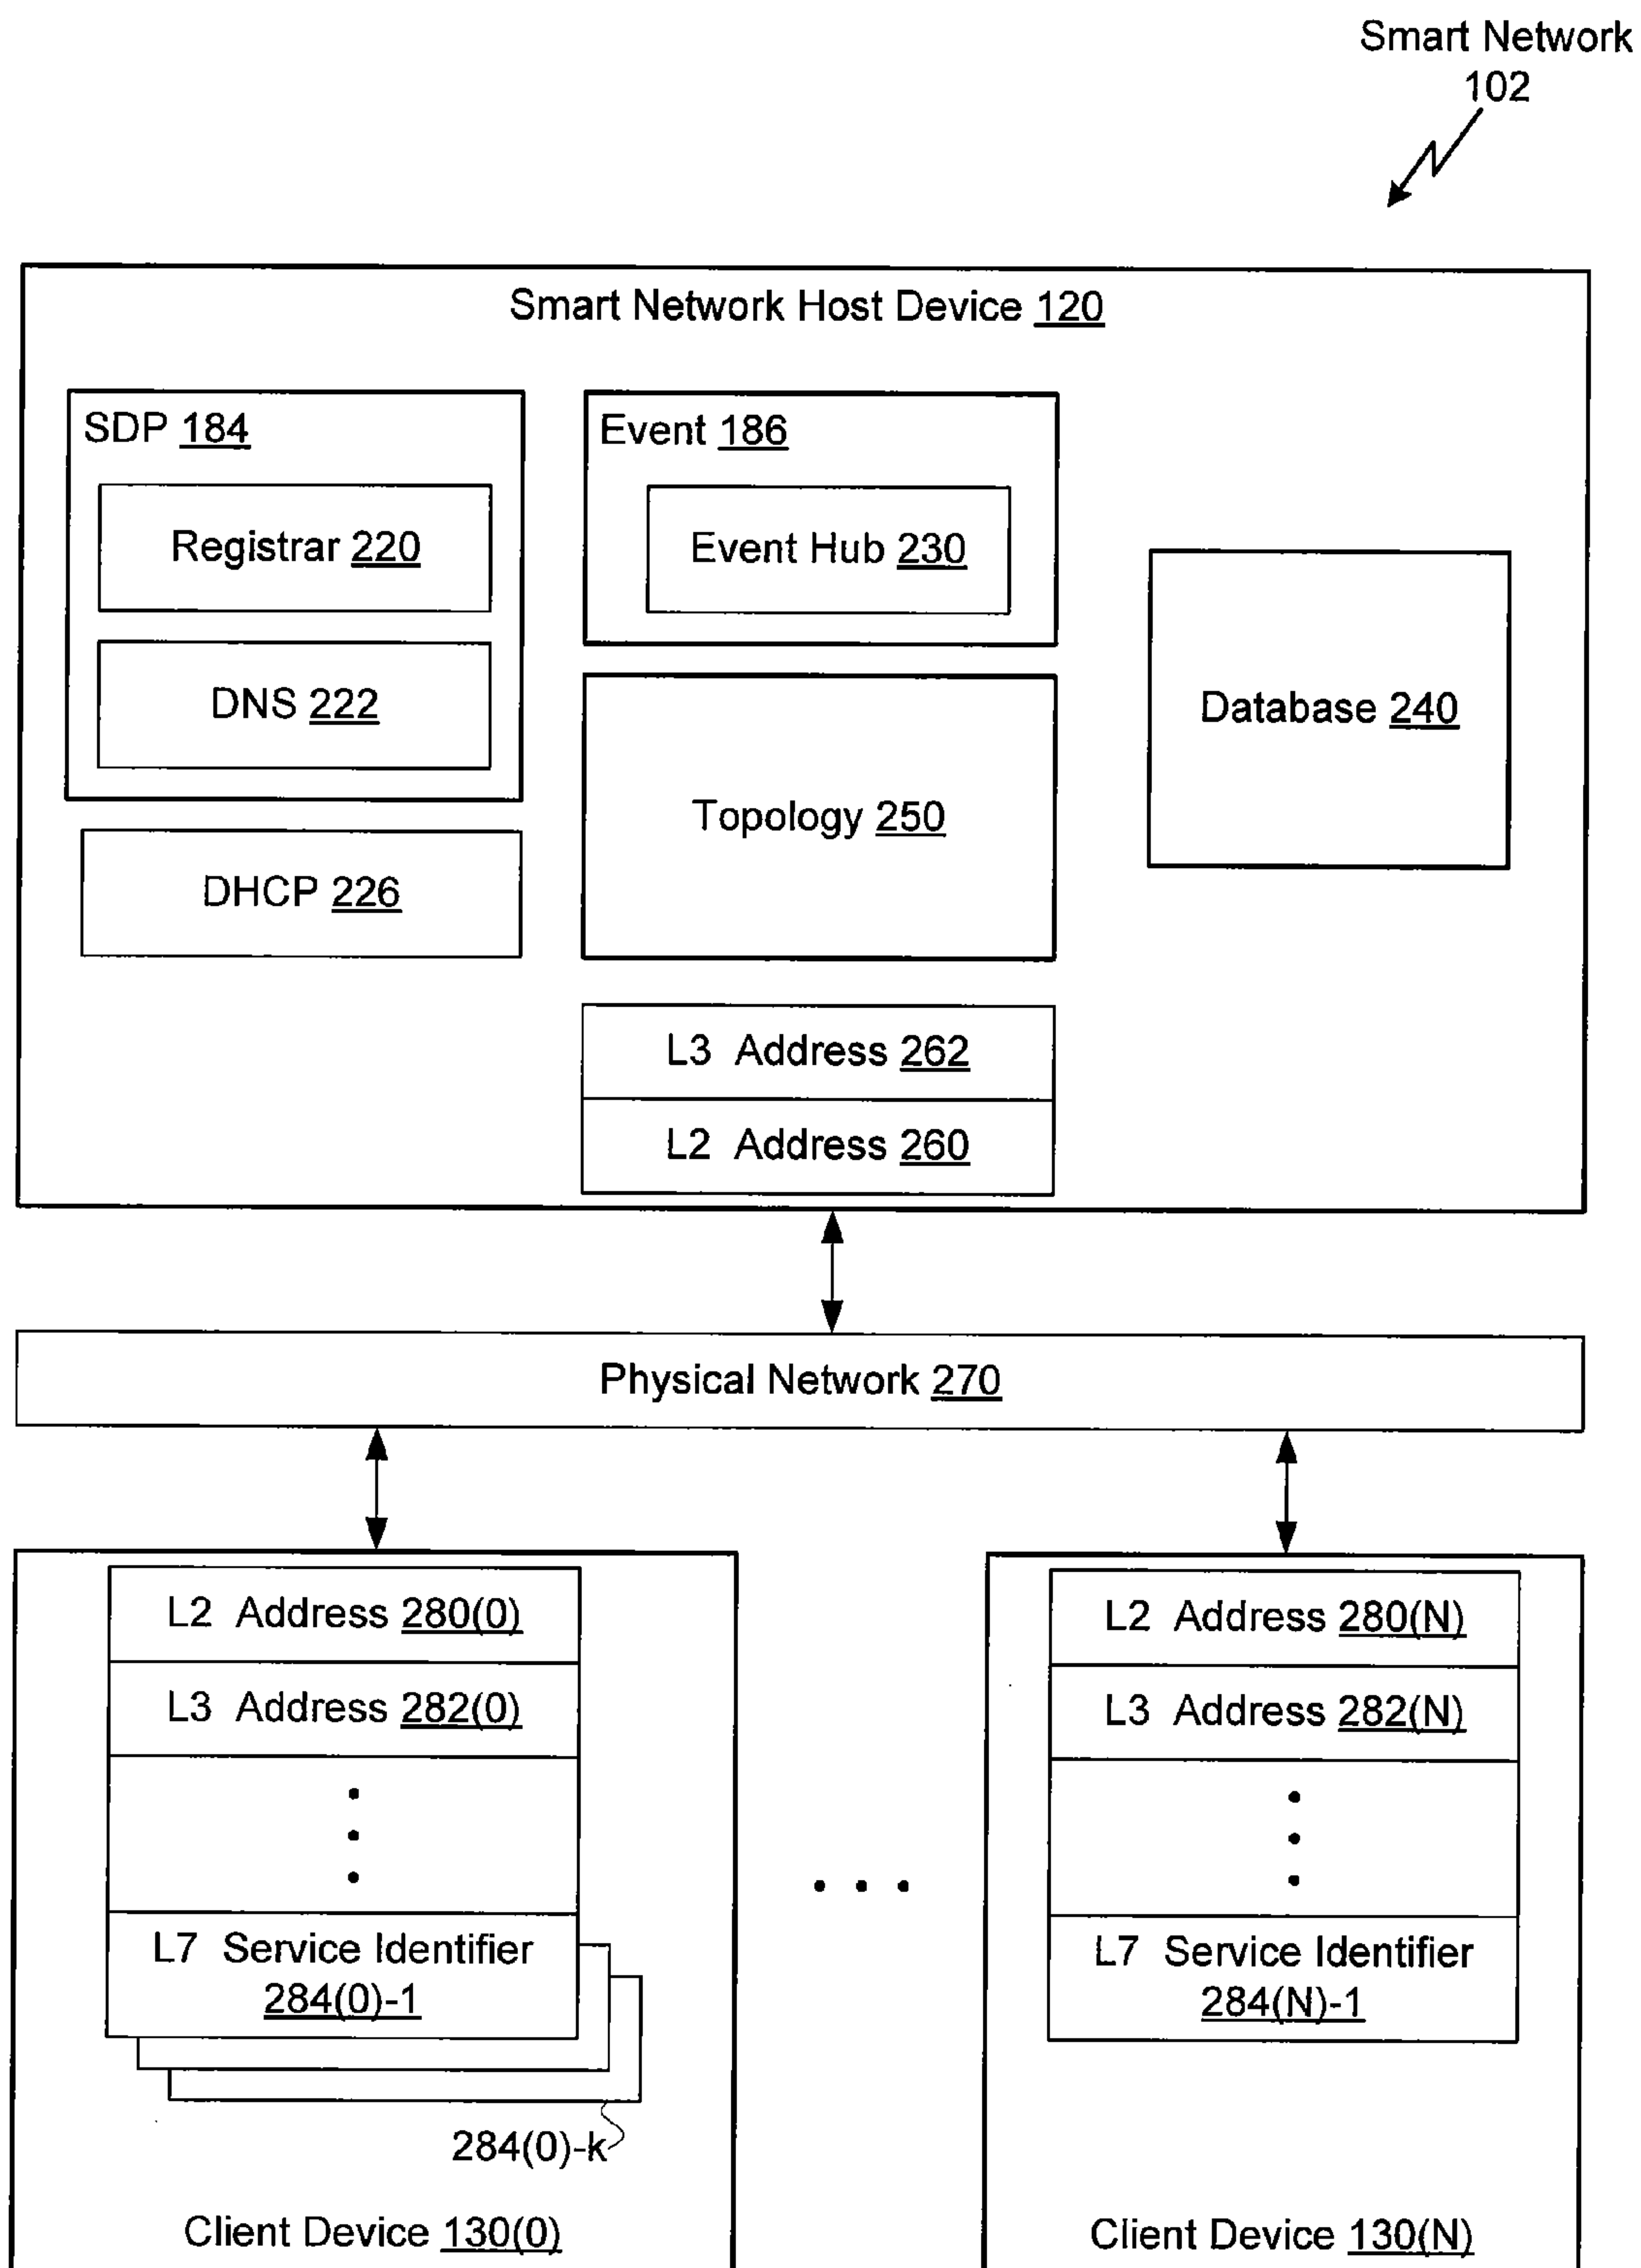 Smart Network
102
Smart Network Host Device 120
SDP 184
Registrar 220
DNS 222
DHCP 226
Event 186
Event Hub 230
Topology 250
Database 240
L3 Address 262
L2 Address 260
Physical Network 270
L2 Address 280(0)
L3 Address 282(0)
L7 Service Identifier
284(0)-1
284(0)-k
Client Device 130(0)
L2 Address 280(N)
L3 Address 282(N)
L7 Service Identifier
284(N)-1
Client Device 130(N)